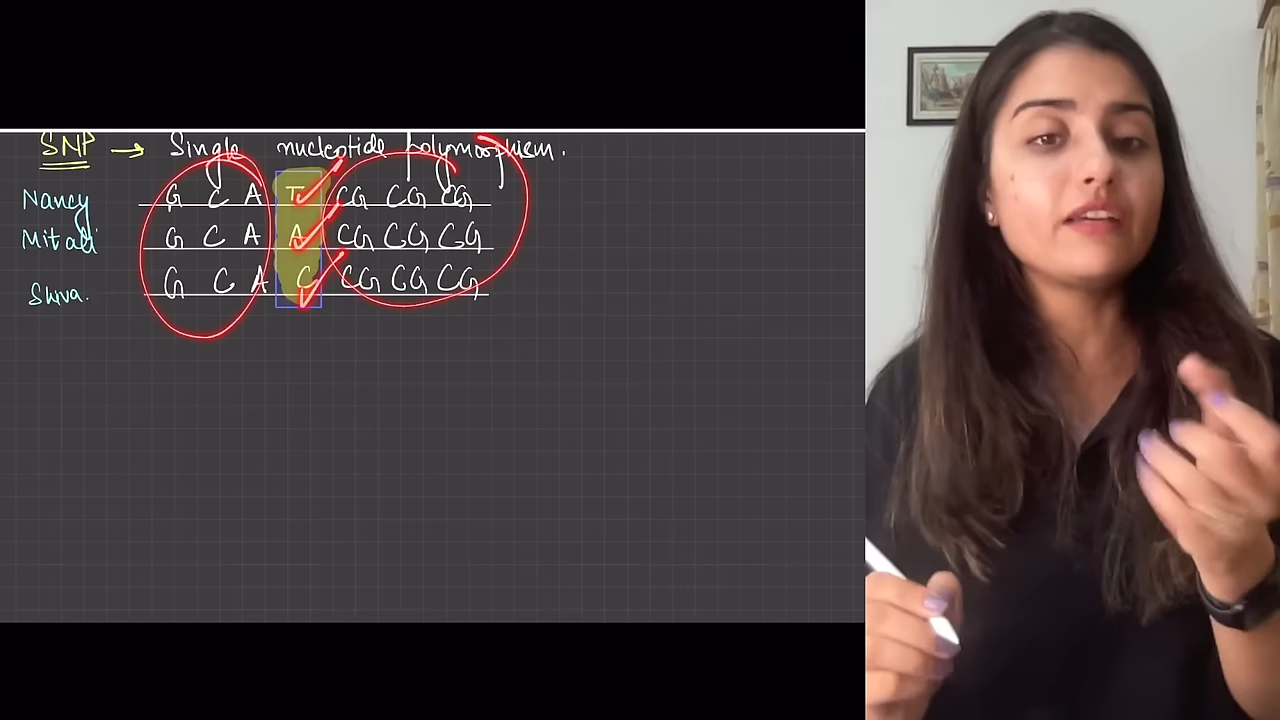 SNP → Single nucleotide polymorphism.
Nancy G C A T CG CG CG
Mitali G C A A CG CG CG
Shiva. G C A C CG CG CG